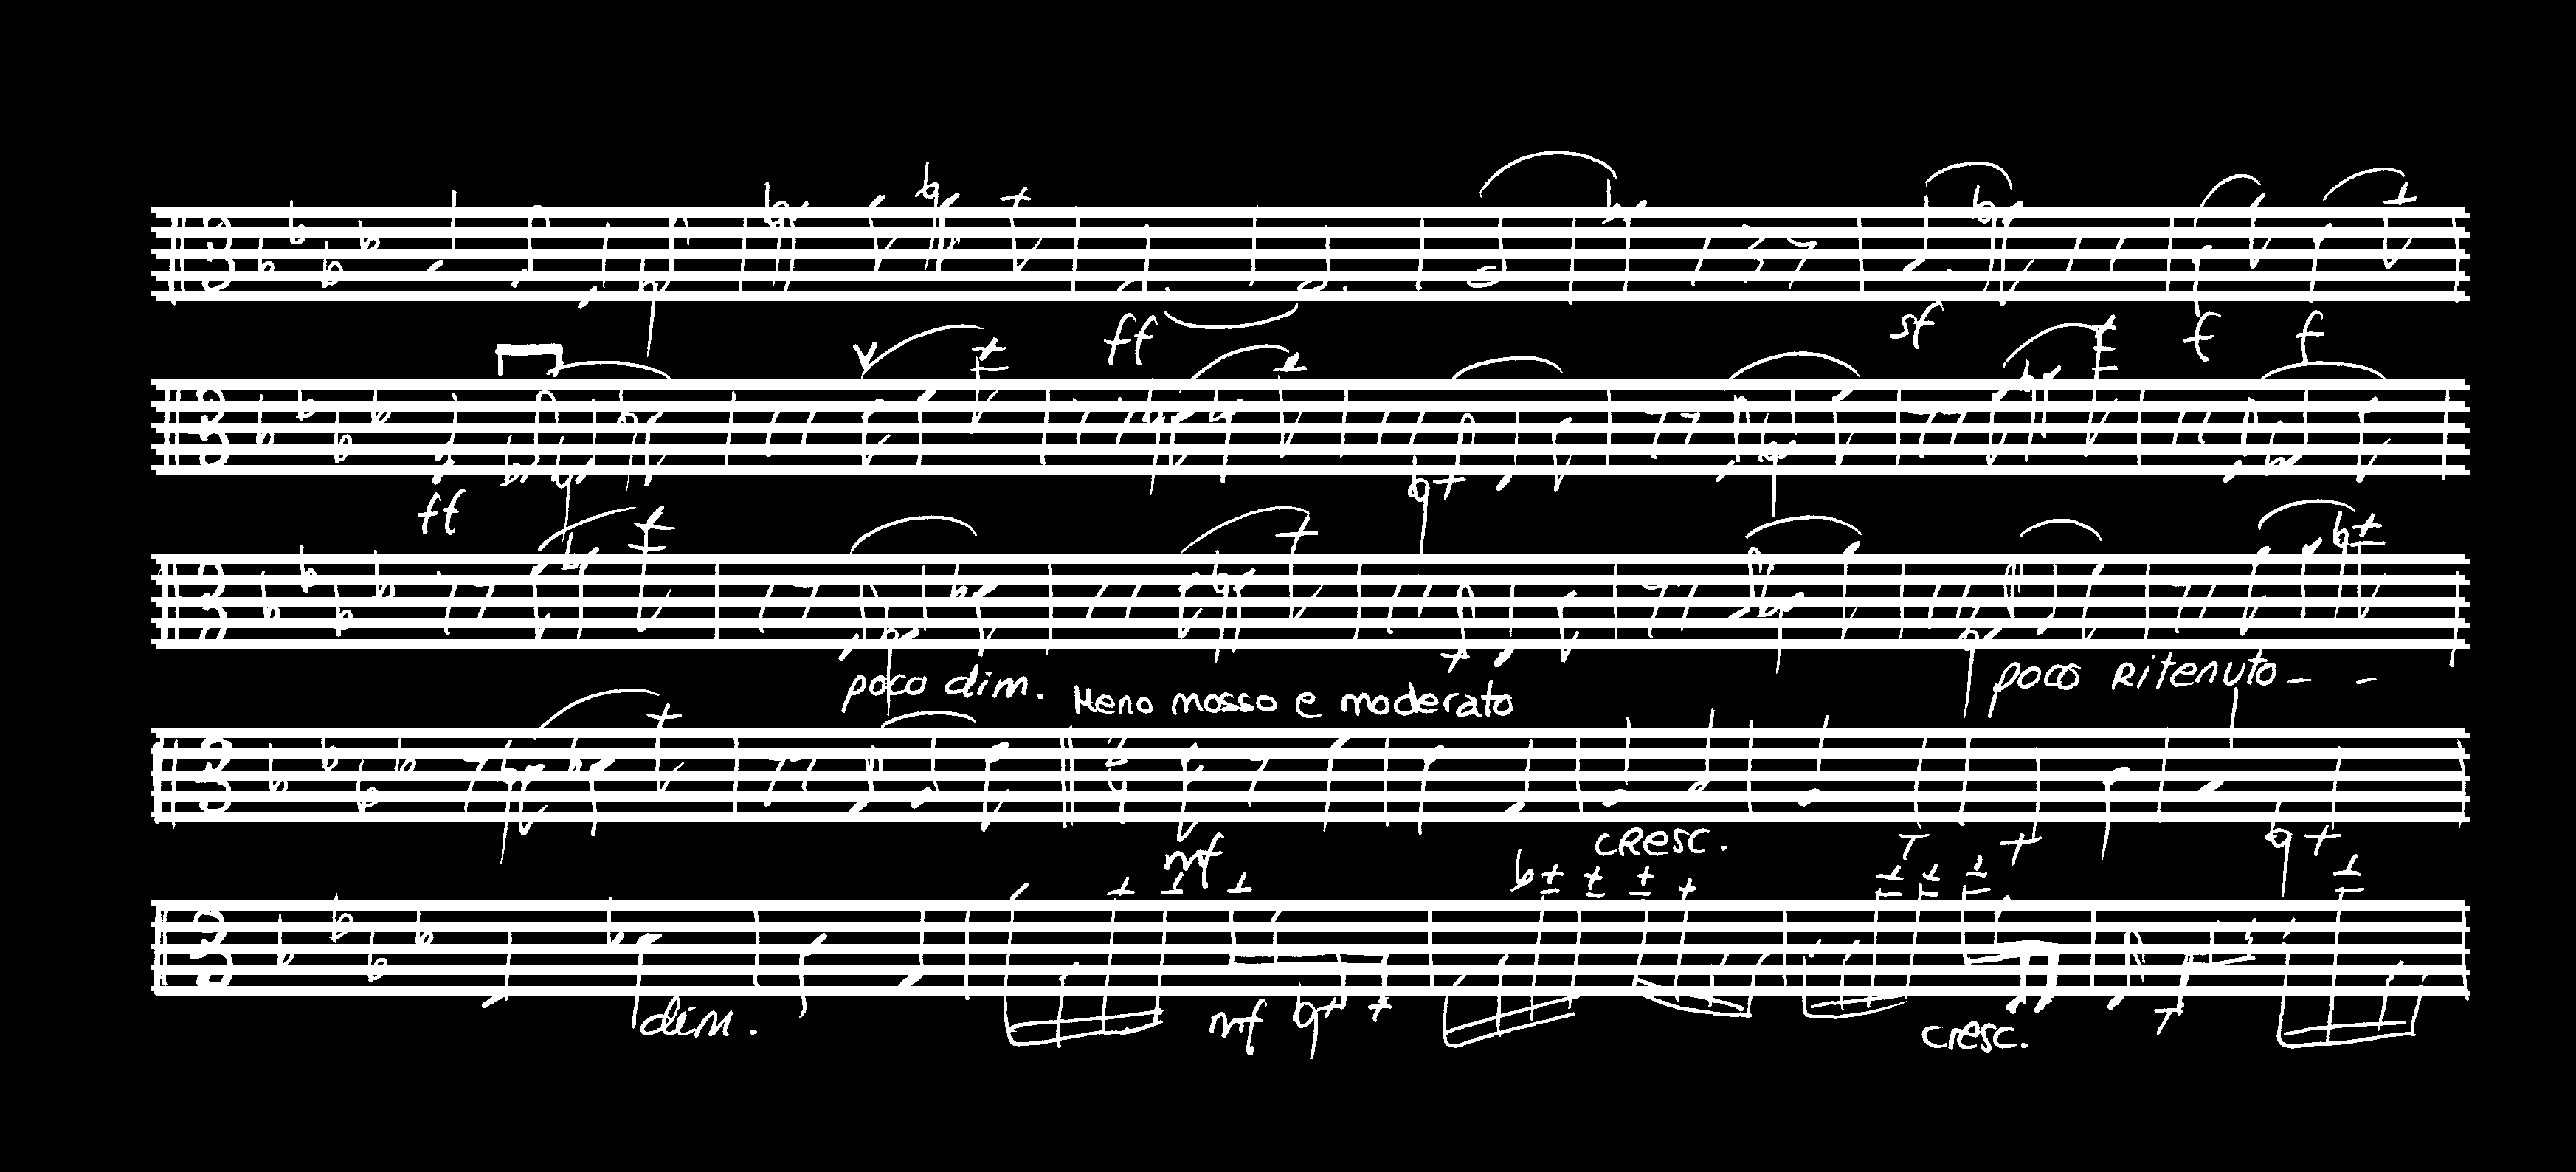 ff sf f f
ff
poco dim. poco Ritenuto - -
Meno mosso e moderato
mf cresc.
dim. mf cresc.